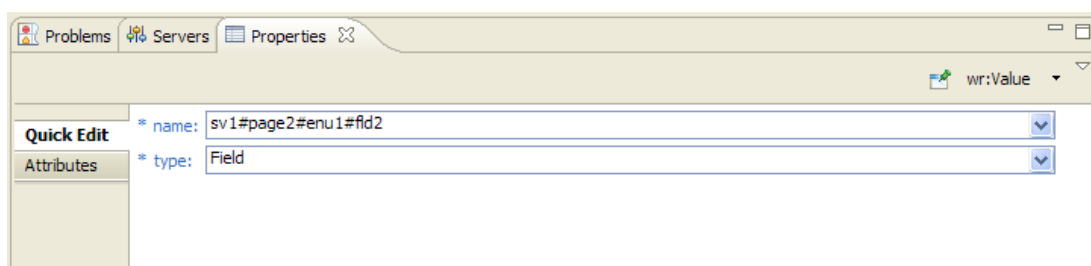 Problems Servers Properties
wr:Value
Quick Edit
* name: sv1#page2#enu1#fld2
Attributes
* type: Field